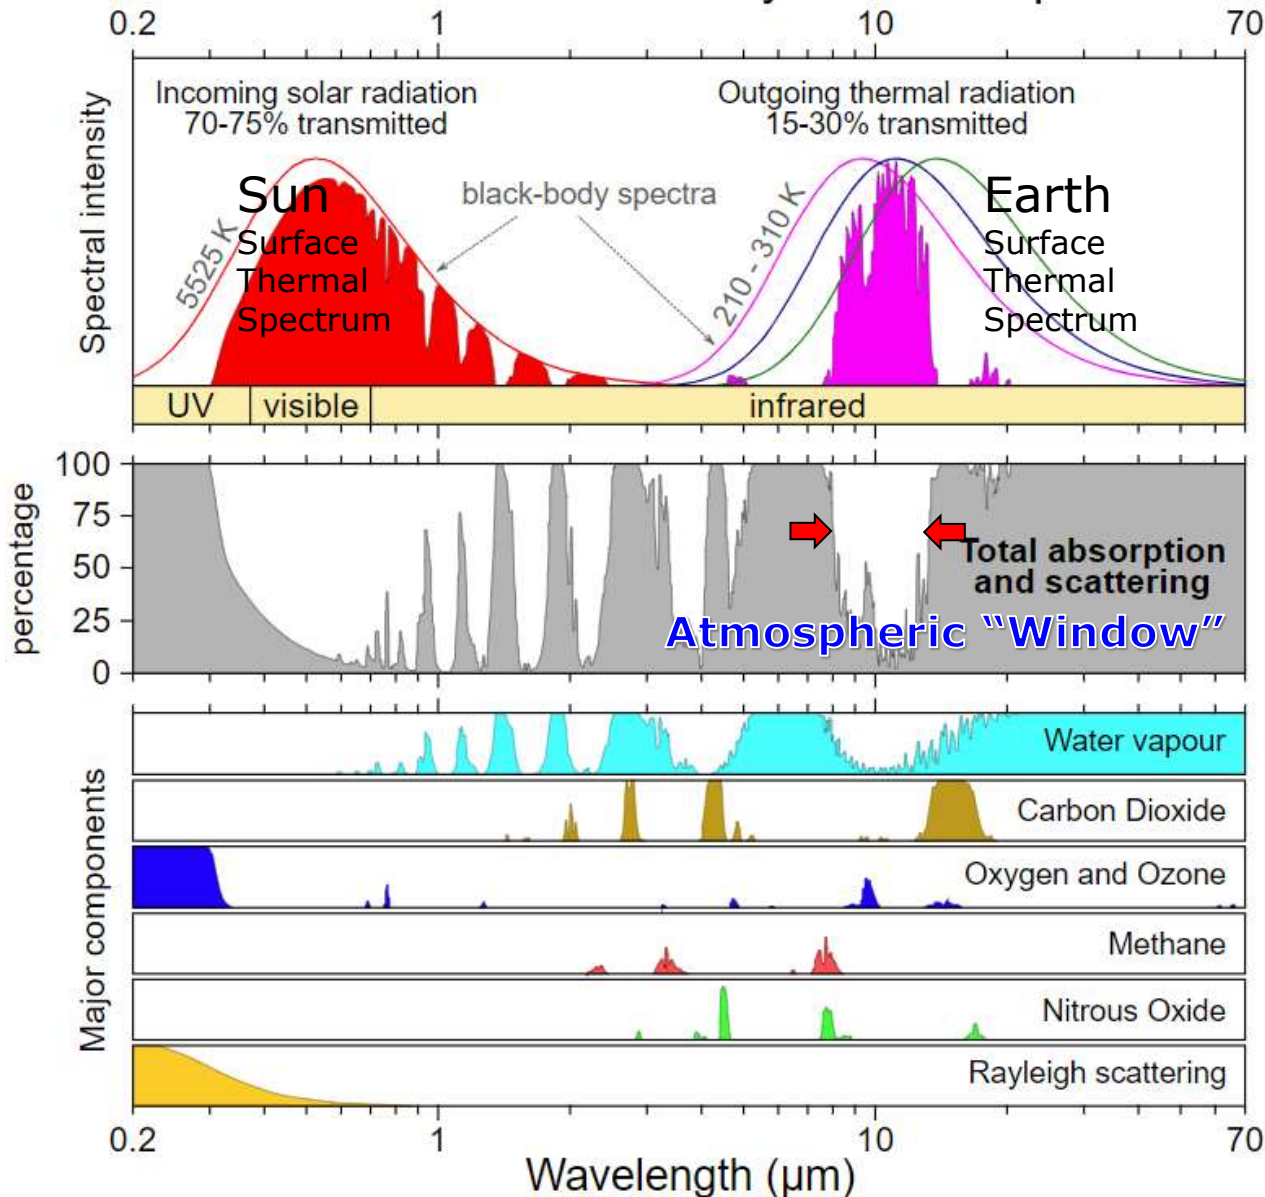 0.2 1 10 70
Spectral intensity
Incoming solar radiation
70-75% transmitted
Outgoing thermal radiation
15-30% transmitted
Sun
Surface
Thermal
Spectrum
5525 K
black-body spectra
210 - 310 K
Earth
Surface
Thermal
Spectrum
UV visible infrared
percentage
100
75
50
25
0
Total absorption
and scattering
Atmospheric “Window”
Major components
Water vapour
Carbon Dioxide
Oxygen and Ozone
Methane
Nitrous Oxide
Rayleigh scattering
0.2 1 10 70
Wavelength (μm)